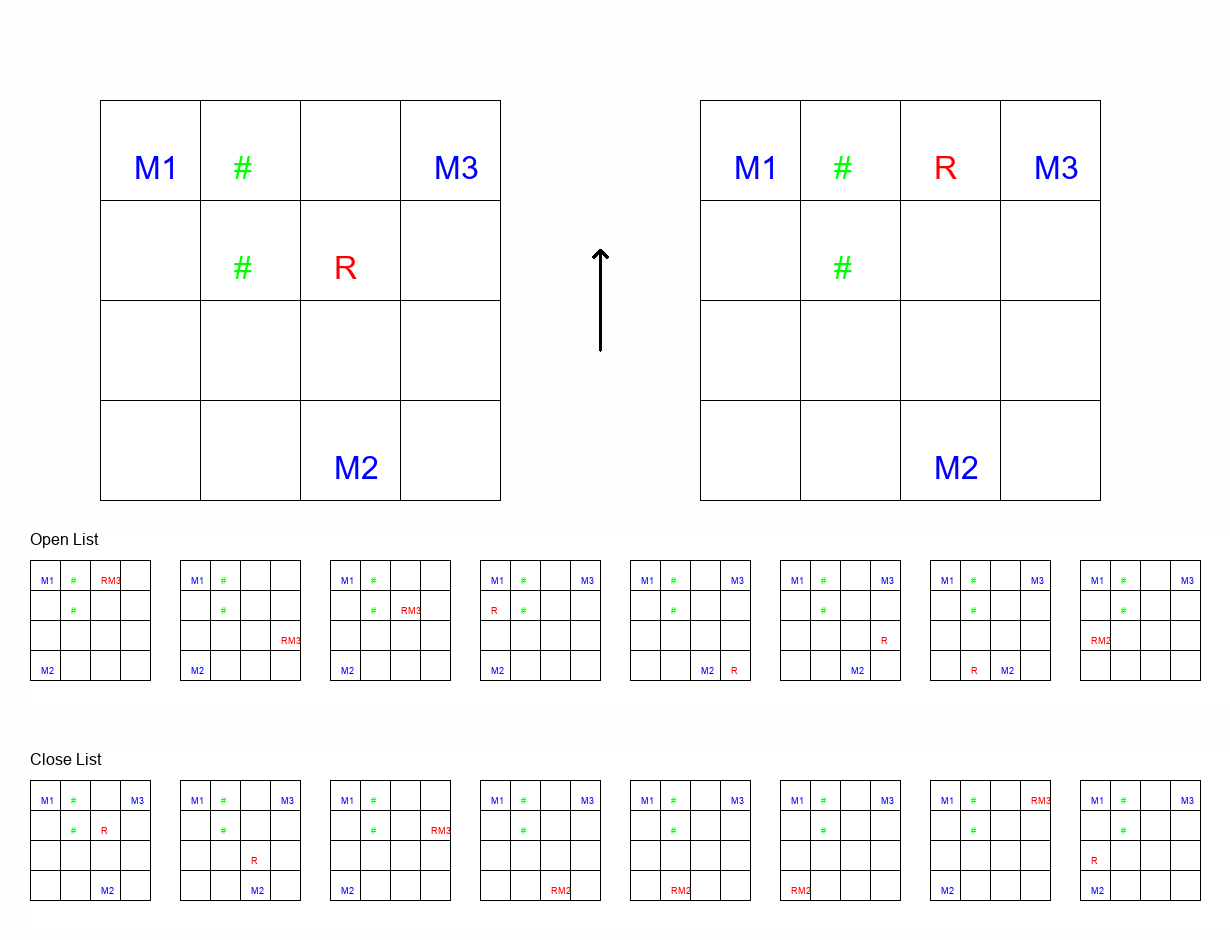 M1 # M3 M1 # R M3
# R #
M2 M2
Open List
M1 # RM3 M1 # M1 # M1 # M3 M1 # M3 M1 # M3 M1 # M3 M1 # M3
# # # RM3 R # # # # #
RM3 R RM2
M2 M2 M2 M2 M2 R M2 R M2
Close List
M1 # M3 M1 # M3 M1 # M1 # M3 M1 # M3 M1 # M3 M1 # RM3 M1 # M3
# R # # RM3 # # # # #
R R
M2 M2 M2 RM2 RM2 RM2 M2 M2